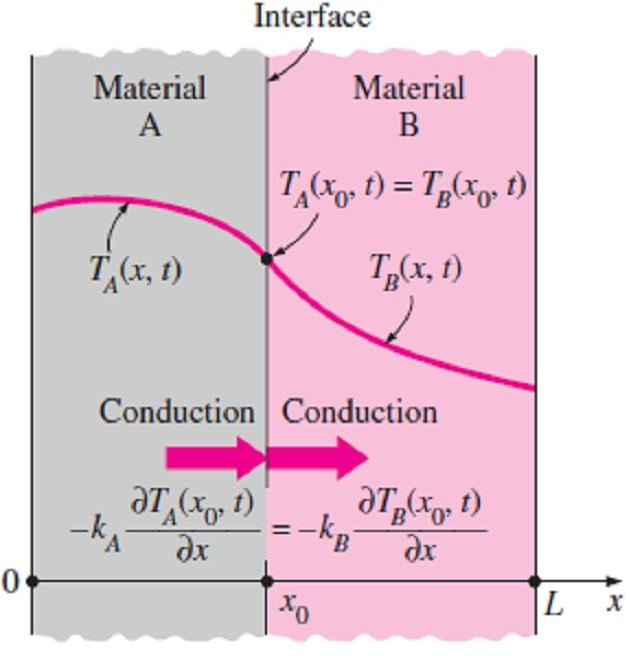 Interface
Material
A
Material
B
T_A(x_0, t) = T_B(x_0, t)
T_A(x, t)
T_B(x, t)
Conduction
Conduction
-k_A ∂T_A(x_0, t)/∂x = -k_B ∂T_B(x_0, t)/∂x
0
x_0
L
x